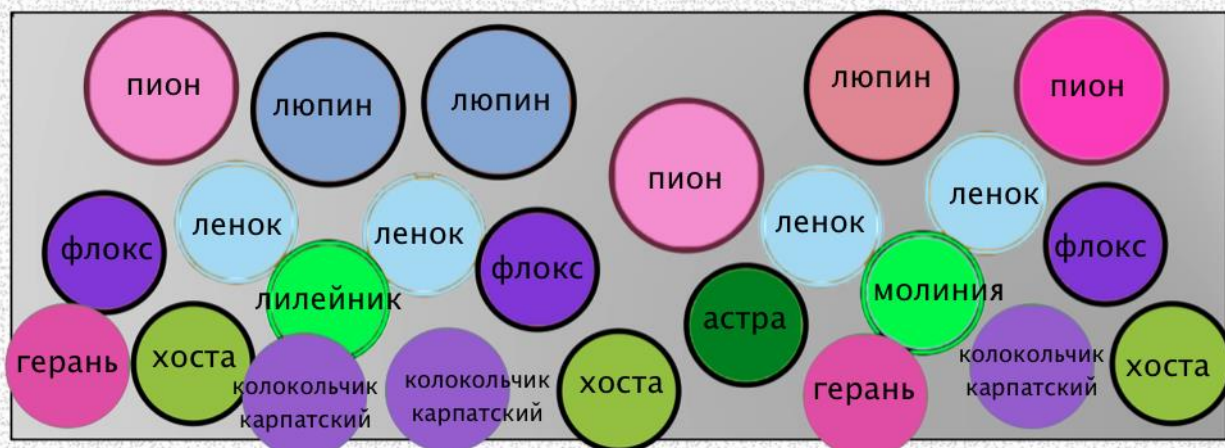 пион
люпин
люпин
люпин
пион
пион
ленок
ленок
ленок
ленок
флокс
флокс
флокс
лилейник
молиния
астра
герань
хоста
колокольчик
карпатский
колокольчик
карпатский
хоста
герань
колокольчик
карпатский
хоста